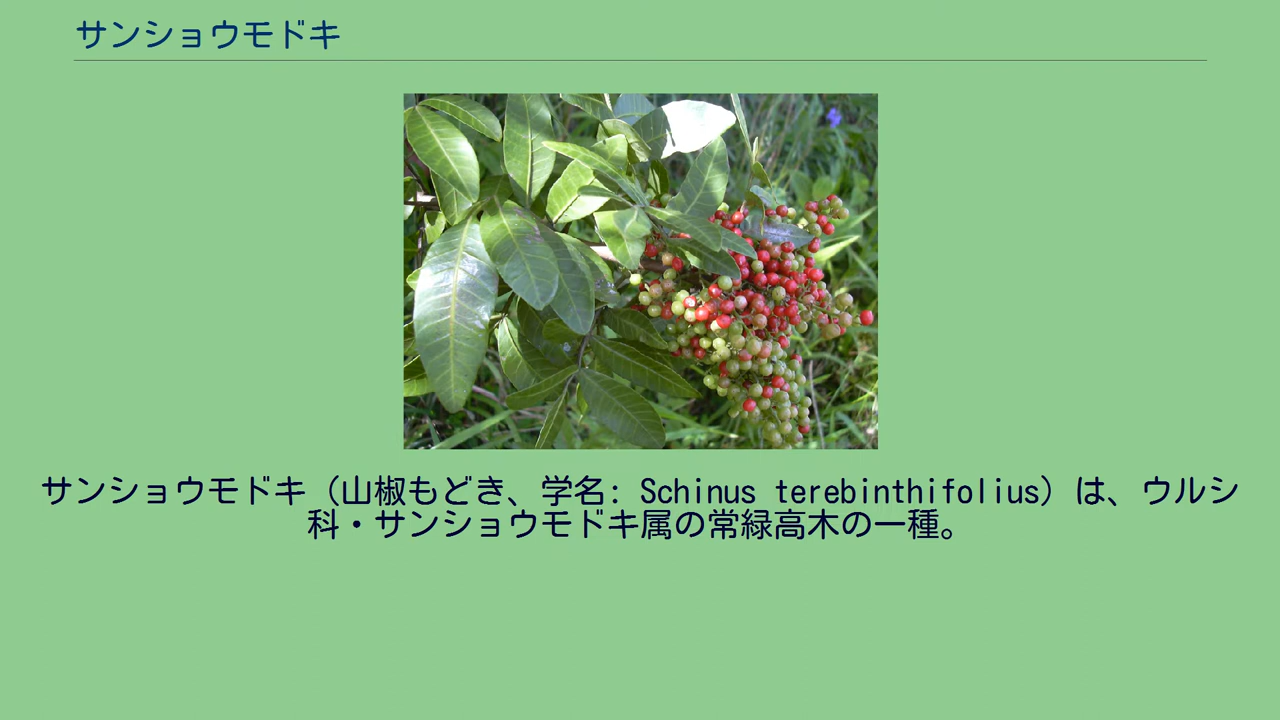 サンショウモドキ
サンショウモドキ（山椒もどき、学名: Schinus terebinthifolius）は、ウルシ
科・サンショウモドキ属の常緑高木の一種。